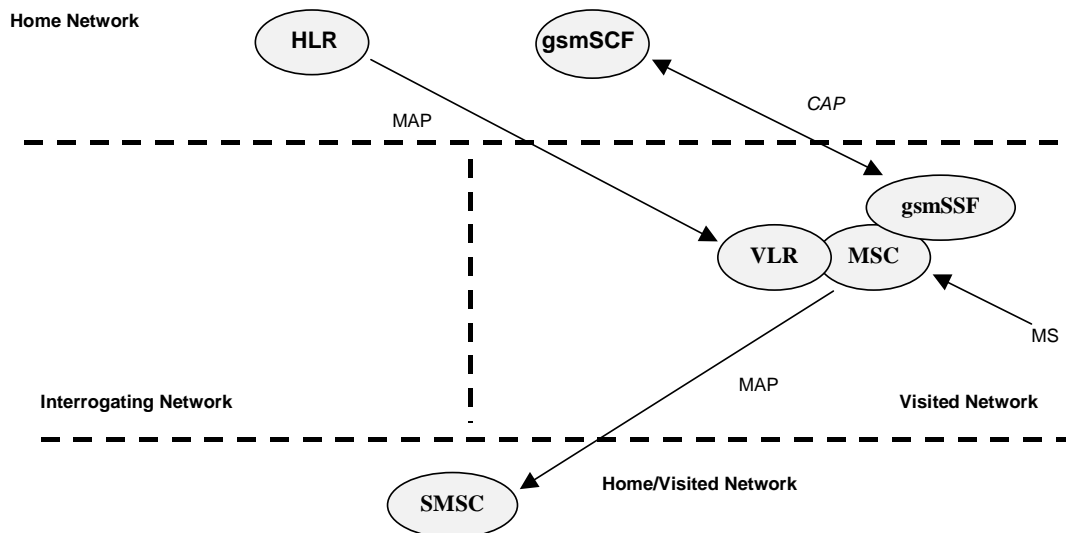 Home Network
HLR
gsmSCF
CAP
MAP
gsmSSF
VLR
MSC
MS
MAP
Interrogating Network
Visited Network
Home/Visited Network
SMSC